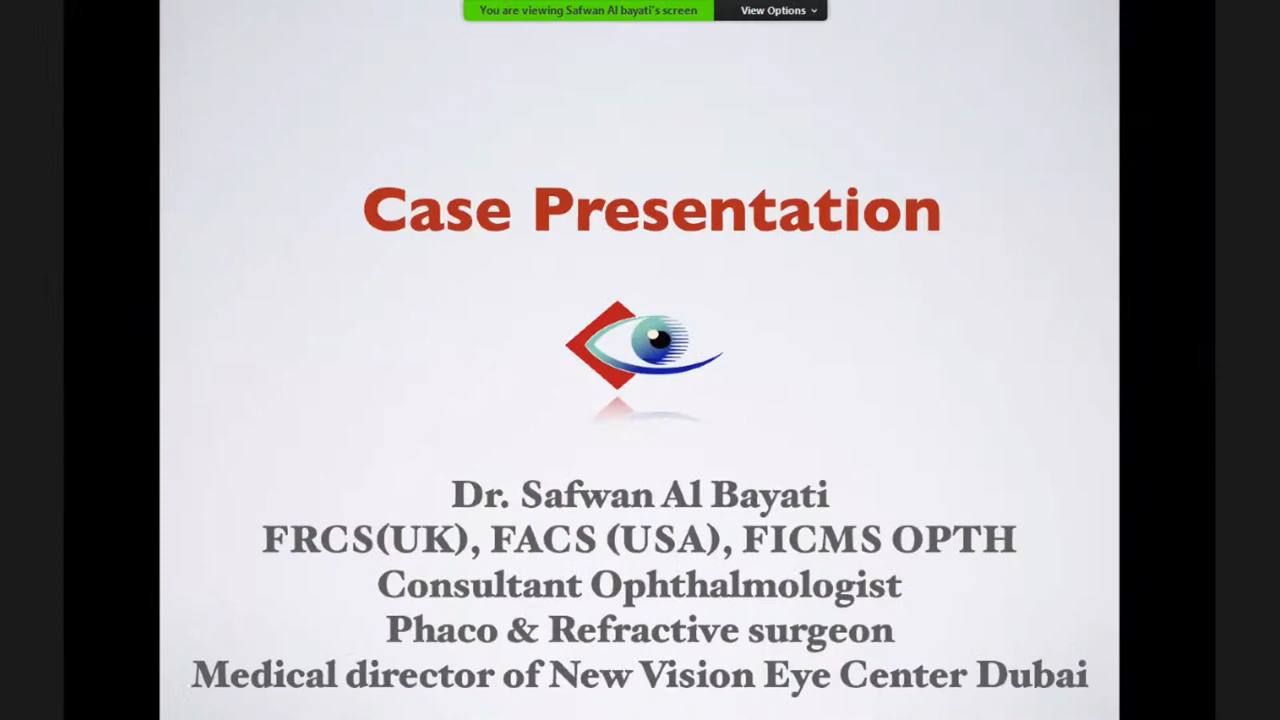 You are viewing Safwan Al bayati's screen
View Options
Case Presentation
Dr. Safwan Al Bayati
FRCS(UK), FACS (USA), FICMS OPTH
Consultant Ophthalmologist
Phaco & Refractive surgeon
Medical director of New Vision Eye Center Dubai